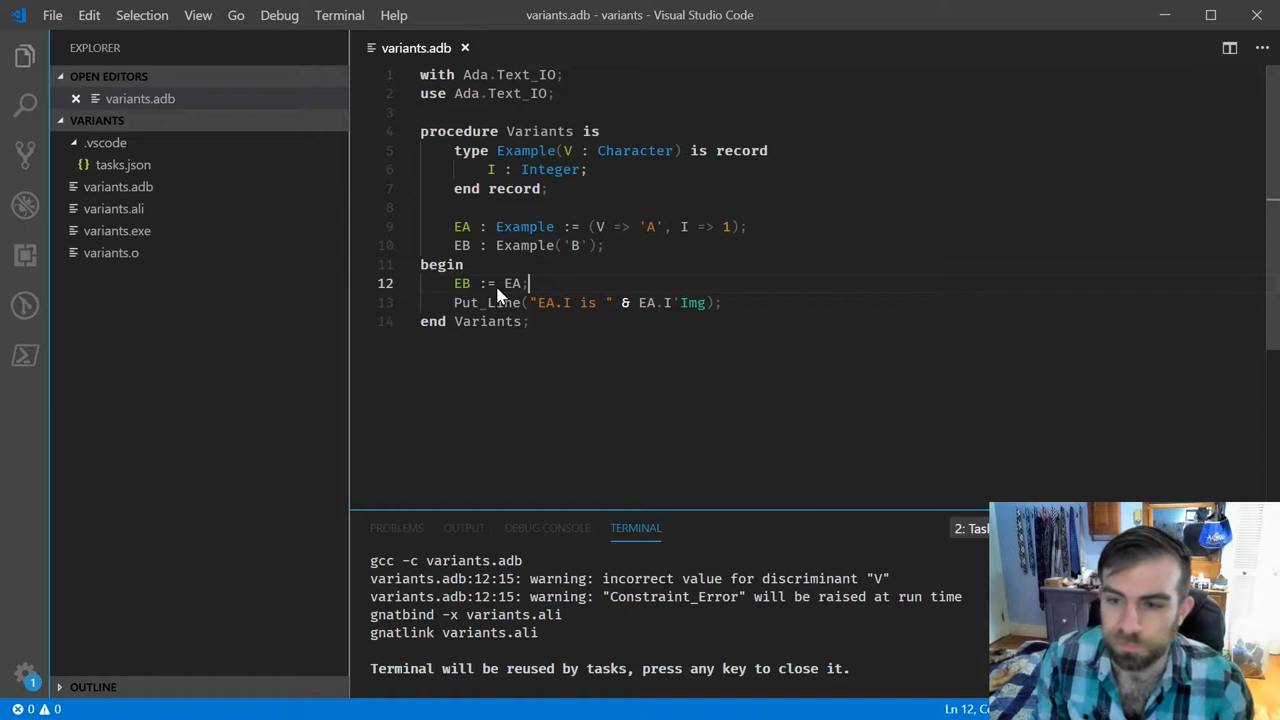 File Edit Selection View Go Debug Terminal Help variants.adb - variants - Visual Studio Code
EXPLORER
OPEN EDITORS
variants.adb
VARIANTS
.vscode
{} tasks.json
variants.adb
variants.ali
variants.exe
variants.o
OUTLINE
1
variants.adb
1 with Ada.Text_IO;
2 use Ada.Text_IO;
3
4 procedure Variants is
5 type Example(V : Character) is record
6 I : Integer;
7 end record;
8
9 EA : Example := (V => 'A', I => 1);
10 EB : Example('B');
11 begin
12 EB := EA;
13 Put_Line("EA.I is " & EA.I'Img);
14 end Variants;
PROBLEMS OUTPUT DEBUG CONSOLE TERMINAL 2: Task
gcc -c variants.adb
variants.adb:12:15: warning: incorrect value for discriminant "V"
variants.adb:12:15: warning: "Constraint_Error" will be raised at run time
gnatbind -x variants.ali
gnatlink variants.ali
Terminal will be reused by tasks, press any key to close it.
0 0 Ln 12,